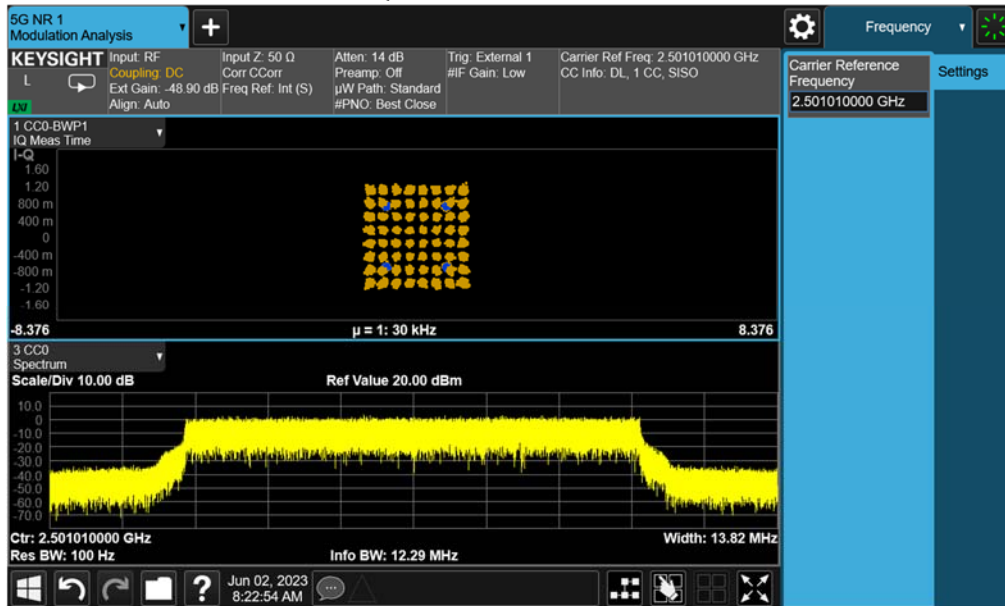 5G NR 1
Modulation Analysis
Frequency
KEYSIGHT
L
LXI
Input: RF
Coupling: DC
Ext Gain: -48.90 dB
Align: Auto
Input Z: 50 Ω
Corr CCorr
Freq Ref: Int (S)
Atten: 14 dB
Preamp: Off
µW Path: Standard
#PNO: Best Close
Trig: External 1
#IF Gain: Low
Carrier Ref Freq: 2.501010000 GHz
CC Info: DL, 1 CC, SISO
Carrier Reference
Frequency
2.501010000 GHz
Settings
1 CC0-BWP1
IQ Meas Time
I-Q
1.60
1.20
800 m
400 m
0
-400 m
-800 m
-1.20
-1.60
-8.376
µ = 1: 30 kHz
8.376
3 CC0
Spectrum
Scale/Div 10.00 dB
Ref Value 20.00 dBm
10.0
0
-10.0
-20.0
-30.0
-40.0
-50.0
-60.0
-70.0
Ctr: 2.501010000 GHz
Width: 13.82 MHz
Res BW: 100 Hz
Info BW: 12.29 MHz
?
Jun 02, 2023
8:22:54 AM